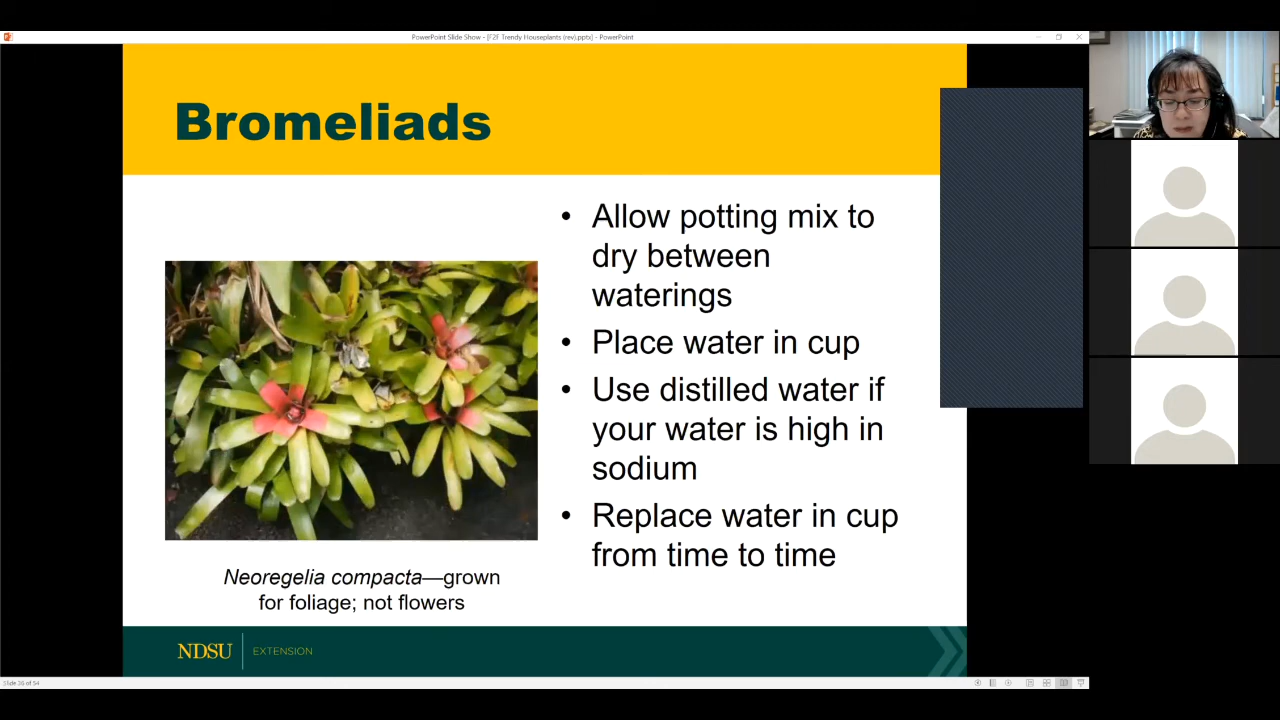 PowerPoint Slide Show - [F2F Trendy Houseplants (rev).pptx] - PowerPoint
Bromeliads
• Allow potting mix to
dry between
waterings
• Place water in cup
• Use distilled water if
your water is high in
sodium
• Replace water in cup
from time to time
Neoregelia compacta—grown
for foliage; not flowers
NDSU EXTENSION
Slide 36 of 54